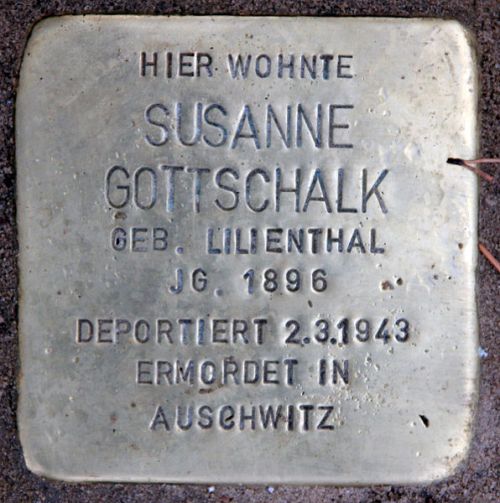 HIER WOHNTE
SUSANNE
GOTTSCHALK
GEB. LILIENTHAL
JG. 1896
DEPORTIERT 2.3.1943
ERMORDET IN
AUSCHWITZ